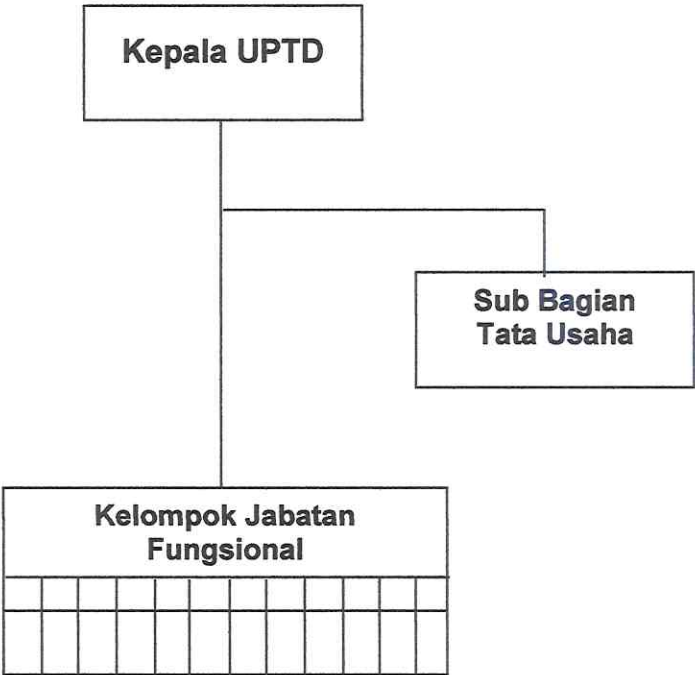 Kepala UPTD
Sub Bagian
Tata Usaha
Kelompok Jabatan
Fungsional